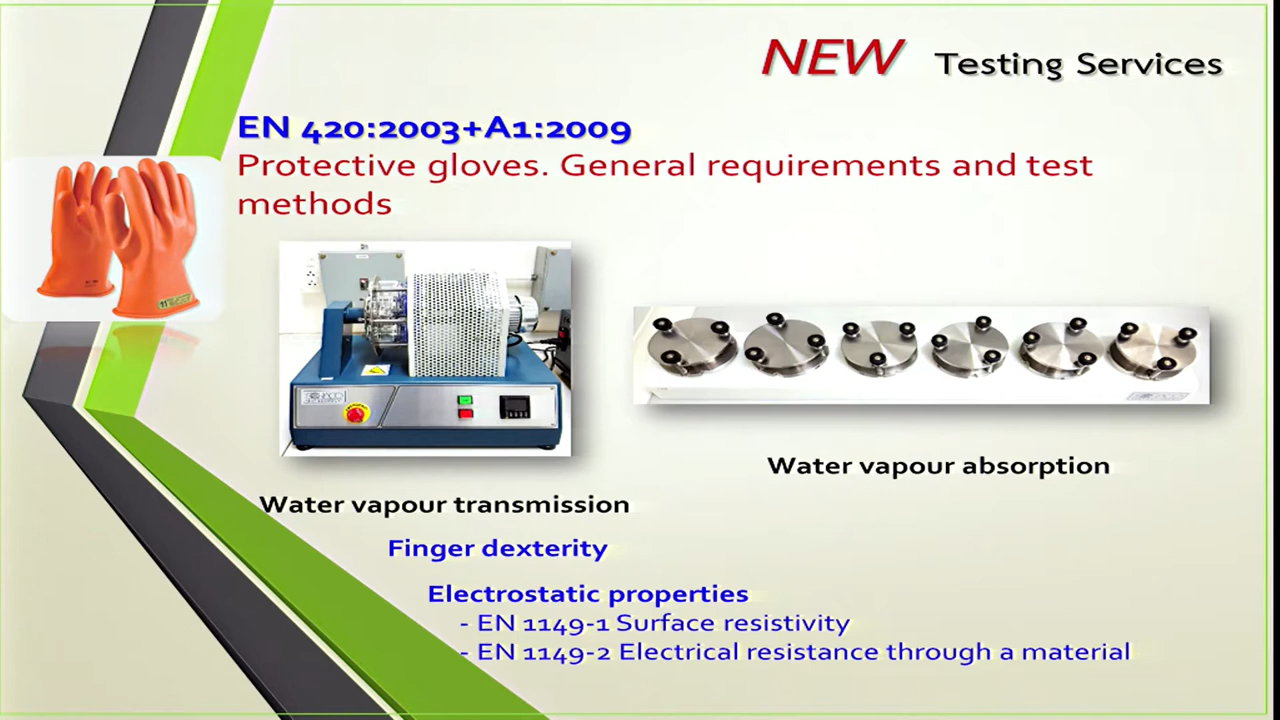 NEW Testing Services
EN 420:2003+A1:2009
Protective gloves. General requirements and test
methods
Water vapour absorption
Water vapour transmission
Finger dexterity
Electrostatic properties
- EN 1149-1 Surface resistivity
- EN 1149-2 Electrical resistance through a material